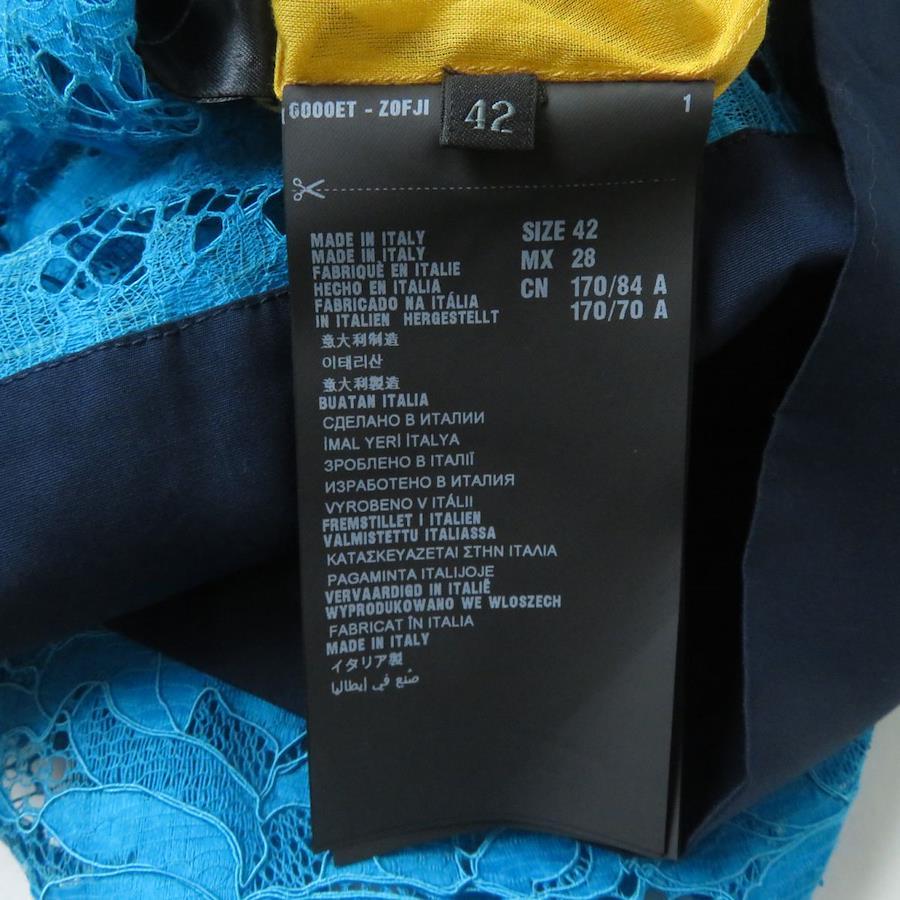 G000ET - Z0FJI
42
1
MADE IN ITALY
MADE IN ITALY
FABRIQUÉ EN ITALIE
HECHO EN ITALIA
FABRICADO NA ITÁLIA
IN ITALIEN HERGESTELLT
意大利制造
이태리산
意大利製造
BUATAN ITALIA
СДЕЛАНО В ИТАЛИИ
İMAL YERİ İTALYA
ЗРОБЛЕНО В ІТАЛІЇ
ИЗРАБОТЕНО В ИТАЛИЯ
VYROBENO V ITÁLII
FREMSTILLET I ITALIEN
VALMISTETTU ITALIASSA
ΚΑΤΑΣΚΕΥΑΖΕΤΑΙ ΣΤΗΝ ΙΤΑΛΙΑ
PAGAMINTA ITALIJOJE
VERVAARDIGD IN ITALIË
WYPRODUKOWANO WE WLOSZECH
FABRICAT ÎN ITALIA
MADE IN ITALY
イタリア製
صُنع في إيطاليا
SIZE 42
MX 28
CN 170/84 A
170/70 A